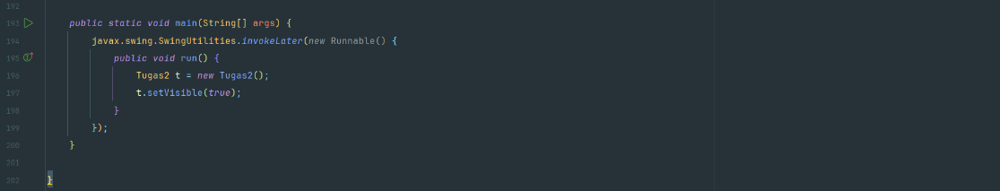 192
193 public static void main(String[] args) {
194 javax.swing.SwingUtilities.invokeLater(new Runnable() {
195 public void run() {
196 Tugas2 t = new Tugas2();
197 t.setVisible(true);
198 }
199 });
200 }
201
202 }